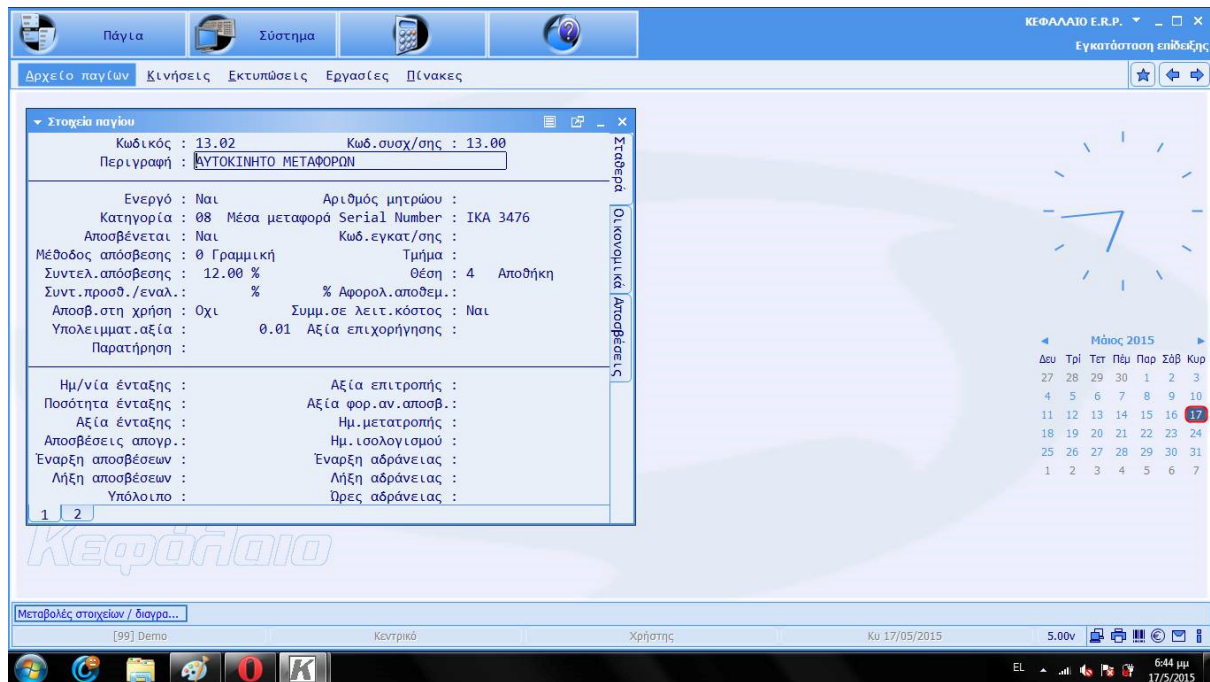 Πάγια
Σύστημα
ΚΕΦΑΛΑΙΟ E.R.P.
Εγκατάσταση επίδειξης
Αρχείο παγίων Κινήσεις Εκτυπώσεις Εργασίες Πίνακες
Στοιχεία παγίου
Κωδικός : 13.02 Κωδ.συσχ/σης : 13.00
Περιγραφή : ΑΥΤΟΚΙΝΗΤΟ ΜΕΤΑΦΟΡΩΝ
Ενεργό : Ναι Αριθμός μητρώου :
Κατηγορία : 08 Μέσα μεταφορά Serial Number : ΙΚΑ 3476
Αποσβένεται : Ναι Κωδ.εγκατ/σης :
Μέθοδος απόσβεσης : 0 Γραμμική Τμήμα :
Συντελ.απόσβεσης : 12.00 % Θέση : 4 Αποθήκη
Συντ.προσθ./εναλ.: % % Αφορολ.αποθεμ.:
Αποσβ.στη χρήση : Οχι Συμμ.σε λειτ.κόστος : Ναι
Υπολειμματ.αξία : 0.01 Αξία επιχορήγησης :
Παρατήρηση :
Ημ/νία ένταξης : Αξία επιτροπής :
Ποσότητα ένταξης : Αξία φορ.αν.αποσβ.:
Αξία ένταξης : Ημ.μετατροπής :
Αποσβέσεις απογρ.: Ημ.ισολογισμού :
Έναρξη αποσβέσεων : Έναρξη αδράνειας :
Λήξη αποσβέσεων : Λήξη αδράνειας :
Υπόλοιπο : Ώρες αδράνειας :
1 2
Σταθερά
Οικονομικά
Αποσβέσεις
Κεφάλαιο
Μάιος 2015
Δευ Τρί Τετ Πέμ Παρ Σάβ Κυρ
27 28 29 30 1 2 3
4 5 6 7 8 9 10
11 12 13 14 15 16 17
18 19 20 21 22 23 24
25 26 27 28 29 30 31
1 2 3 4 5 6 7
Μεταβολές στοιχείων / διαγρα...
[99] Demo Κεντρικό Χρήστης Κυ 17/05/2015 5.00v
EL 6:44 μμ
17/5/2015